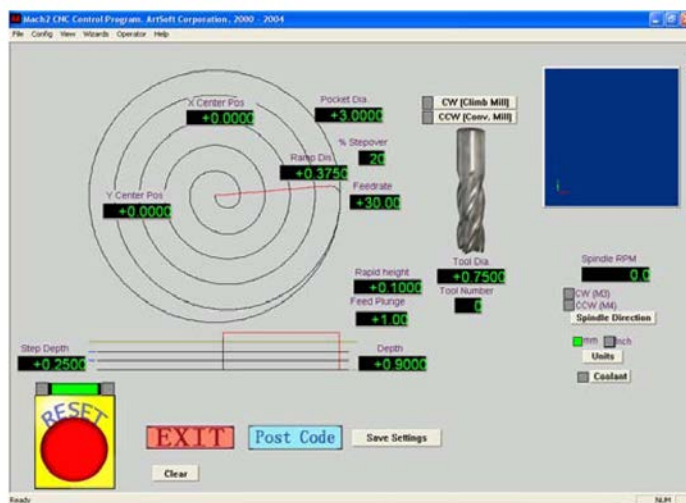 Mach2 CNC Control Program. ArtSoft Corporation, 2000 - 2004
File Config View Wizards Operator Help
X Center Pos
+0.0000
Pocket Dia.
+3.0000
CW (Climb Mill)
CCW (Conv. Mill)
% Stepover
20
Ramp Dis.
+0.3750
Feedrate
+30.00
Y Center Pos
+0.0000
Tool Dia
+0.7500
Tool Number
0
Rapid height
+0.1000
Feed Plunge
+1.00
Spindle RPM
0.0
CW (M3)
CCW (M4)
Spindle Direction
mm Inch
Units
Coolant
Step Depth
+0.2500
Depth
+0.9000
RESET
EXIT
Post Code
Save Settings
Clear
Ready
NUM